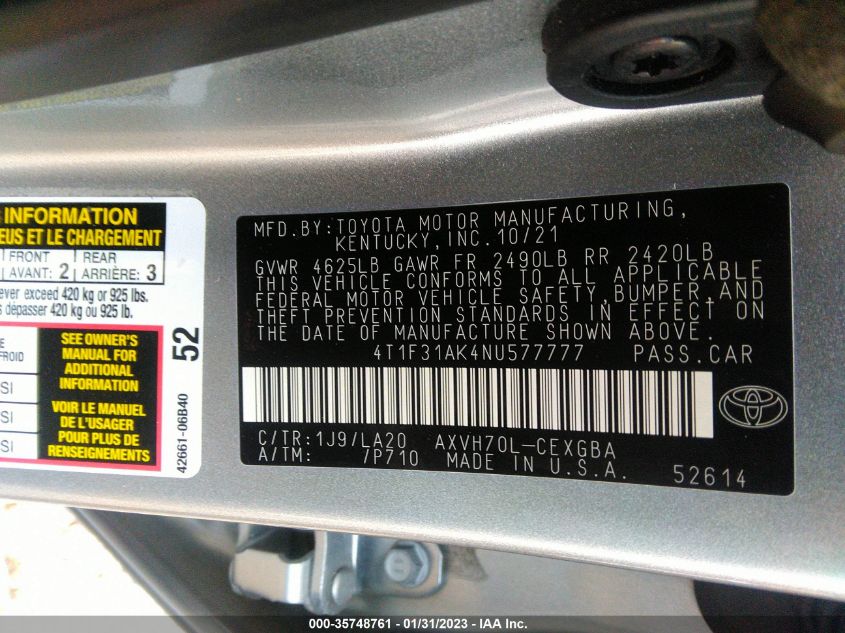 INFORMATION
EUS ET LE CHARGEMENT
FRONT
AVANT: 2
REAR
ARRIÈRE: 3
ever exceed 420 kg or 925 lbs.
dépasser 420 kg ou 925 lb.
FROID
SI
SI
SI
SEE OWNER'S
MANUAL FOR
ADDITIONAL
INFORMATION
VOIR LE MANUEL
DE L'USAGER
POUR PLUS DE
RENSEIGNEMENTS
52
42661-06B40
MFD.BY:TOYOTA MOTOR MANUFACTURING,
KENTUCKY,INC.10/21
GVWR 4625LB GAWR FR 2490LB RR 2420LB
THIS VEHICLE CONFORMS TO ALL APPLICABLE
FEDERAL MOTOR VEHICLE SAFETY,BUMPER,AND
THEFT PREVENTION STANDARDS IN EFFECT ON
THE DATE OF MANUFACTURE SHOWN ABOVE.
4T1F31AK4NU577777 PASS.CAR
C/TR:1J9/LA20 AXVH70L-CEXGBA
A/TM: 7P710 MADE IN U.S.A.
52614
000-35748761 - 01/31/2023 - IAA Inc.